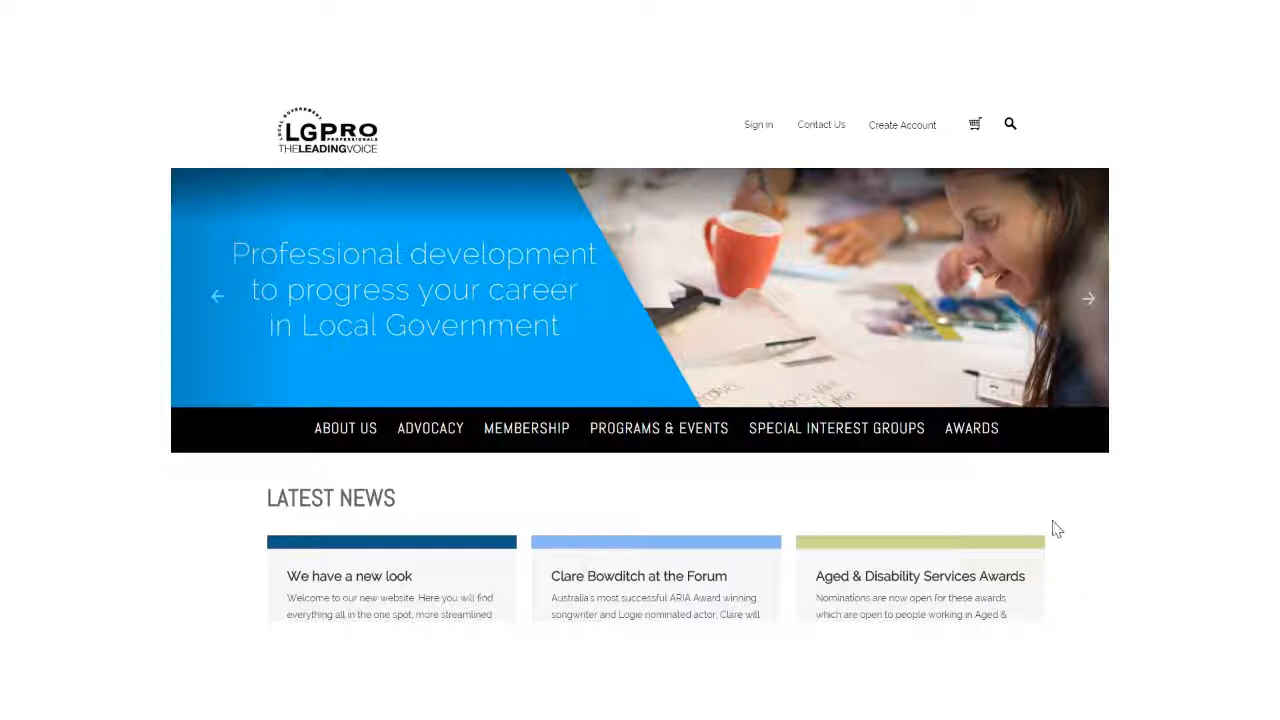 LOCAL GOVERNMENT
LGPRO
PROFESSIONALS
THELEADINGVOICE
Sign in
Contact Us
Create Account
Professional development
to progress your career
in Local Government
ABOUT US
ADVOCACY
MEMBERSHIP
PROGRAMS & EVENTS
SPECIAL INTEREST GROUPS
AWARDS
LATEST NEWS
We have a new look
Welcome to our new website. Here you will find
everything all in the one spot, more streamlined
Clare Bowditch at the Forum
Australia's most successful ARIA Award winning
songwriter and Logie nominated actor, Clare will
Aged & Disability Services Awards
Nominations are now open for these awards
which are open to people working in Aged &